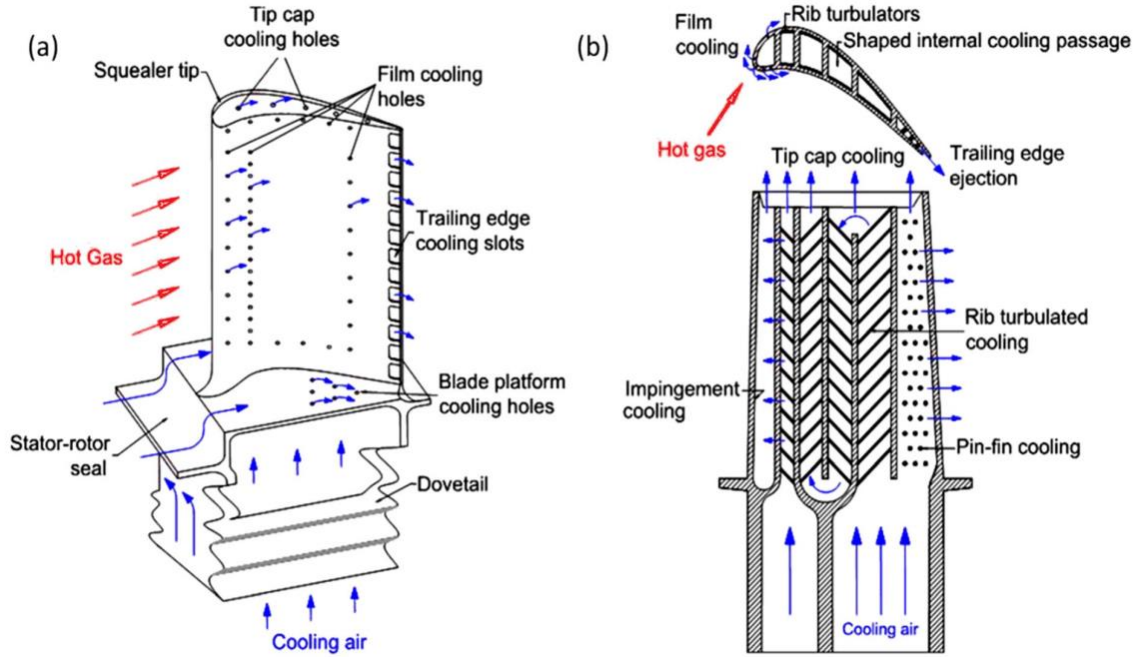 (a)
Tip cap
cooling holes
Squealer tip
Film cooling
holes
Hot Gas
Trailing edge
cooling slots
Blade platform
cooling holes
Stator-rotor
seal
Dovetail
Cooling air
(b)
Film
cooling
Rib turbulators
Shaped internal cooling passage
Hot gas
Tip cap cooling
Trailing edge
ejection
Rib turbulated
cooling
Impingement
cooling
Pin-fin cooling
Cooling air